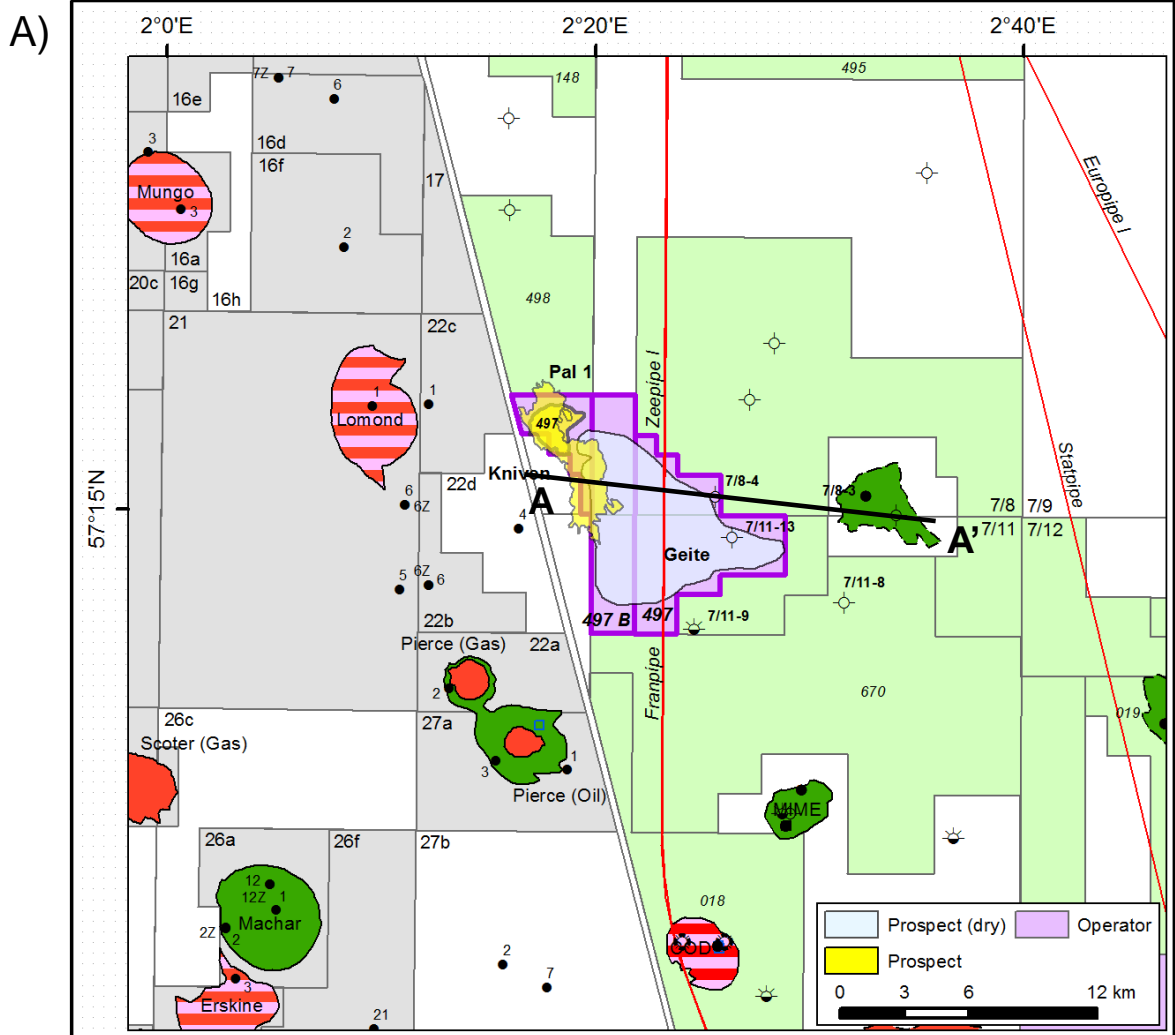 A)
2°0'E
2°20'E
2°40'E
7Z
7
6
148
495
16e
3
16d
16f
17
Mungo
3
2
16a
20c
16g
16h
498
Europipe I
21
22c
Pal 1
Zeepipe I
1
1
Lomond
497
Statpipe
57°15'N
Kniven
22d
A
7/8-4
7/8-3
7/8
7/9
6
6Z
4
7/11-13
A'
7/11
7/12
Geite
5
6Z
6
7/11-8
22b
497 B
497
7/11-9
Pierce (Gas)
22a
2
Franpipe
670
26c
27a
019
Scoter (Gas)
3
1
Pierce (Oil)
MIME
26a
26f
27b
12
12Z
1
018
Machar
2Z
2
2
7
3
Erskine
21
Prospect (dry)
Operator
Prospect
0
3
6
12 km